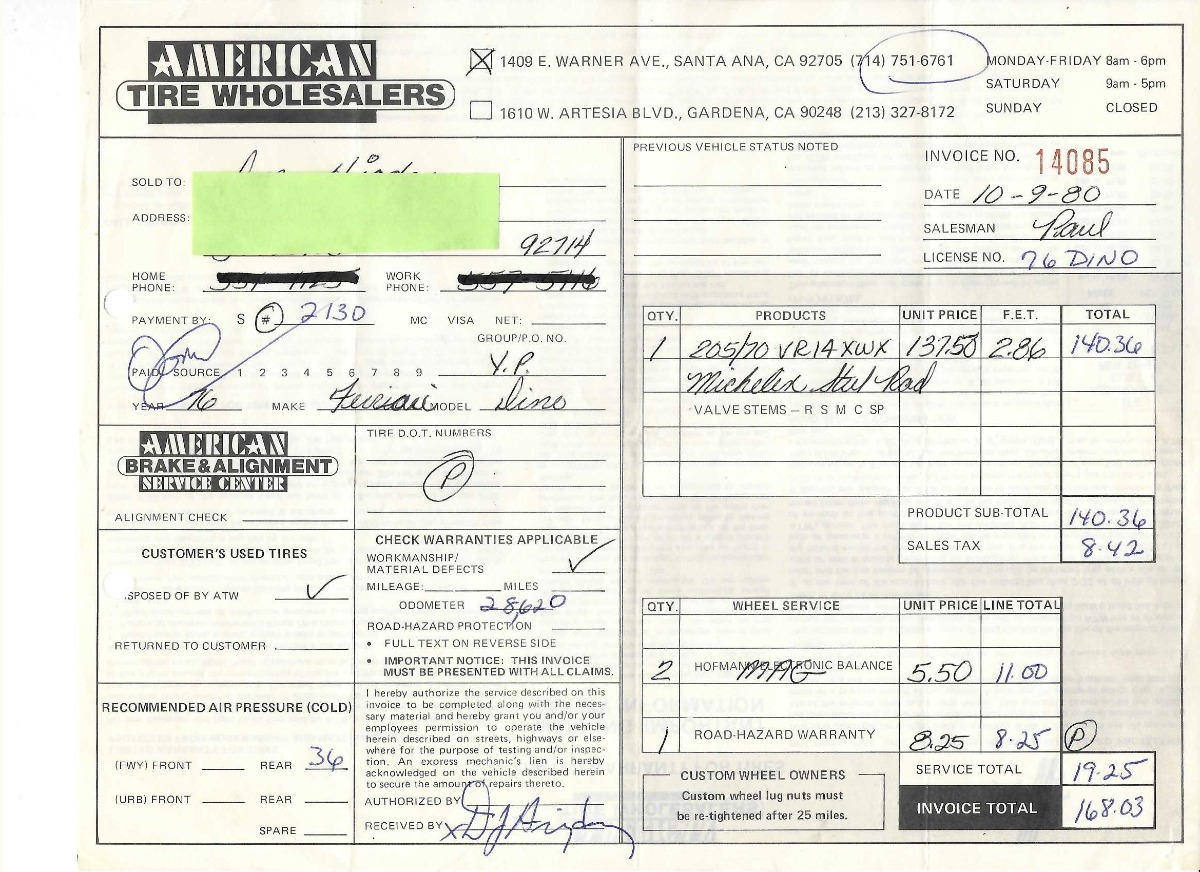 AMERICAN
TIRE WHOLESALERS
1409 E. WARNER AVE., SANTA ANA, CA 92705 (714) 751-6761
1610 W. ARTESIA BLVD., GARDENA, CA 90248 (213) 327-8172
MONDAY-FRIDAY 8am - 6pm
SATURDAY 9am - 5pm
SUNDAY CLOSED
SOLD TO:
ADDRESS:
92714
HOME PHONE:
WORK PHONE:
PAYMENT BY: $ # 2130 MC VISA NET:
GROUP/P.O. NO.
PAID SOURCE 1 2 3 4 5 6 7 8 9 Y.P.
YEAR 76 MAKE Ferrari MODEL Dino
PREVIOUS VEHICLE STATUS NOTED
INVOICE NO. 14085
DATE 10-9-80
SALESMAN Paul
LICENSE NO. 76 DINO
QTY. PRODUCTS UNIT PRICE F.E.T. TOTAL
1 205/70 VR14 XWX 137.50 2.86 140.36
Michelin Steel Rad
VALVE STEMS – R S M C SP
PRODUCT SUB-TOTAL 140.36
SALES TAX 8.42
AMERICAN
BRAKE & ALIGNMENT
SERVICE CENTER
ALIGNMENT CHECK
TIRE D.O.T. NUMBERS
P
CUSTOMER'S USED TIRES
SPOSED OF BY ATW
RETURNED TO CUSTOMER
CHECK WARRANTIES APPLICABLE
WORKMANSHIP/
MATERIAL DEFECTS
MILEAGE: MILES
ODOMETER 28,620
ROAD-HAZARD PROTECTION
• FULL TEXT ON REVERSE SIDE
• IMPORTANT NOTICE: THIS INVOICE
MUST BE PRESENTED WITH ALL CLAIMS.
RECOMMENDED AIR PRESSURE (COLD)
(FWY) FRONT REAR 36
(URB) FRONT REAR
SPARE
I hereby authorize the service described on this
invoice to be completed along with the neces-
sary material and hereby grant you and/or your
employees permission to operate the vehicle
herein described on streets, highways or else-
where for the purpose of testing and/or inspec-
tion. An express mechanic's lien is hereby
acknowledged on the vehicle described herein
to secure the amount of repairs thereto.
AUTHORIZED BY
RECEIVED BY X
QTY. WHEEL SERVICE UNIT PRICE LINE TOTAL
2 HOFMANN ELECTRONIC BALANCE 5.50 11.00
MAG
1 ROAD-HAZARD WARRANTY 8.25 8.25 P
SERVICE TOTAL 19.25
INVOICE TOTAL 168.03
CUSTOM WHEEL OWNERS
Custom wheel lug nuts must
be re-tightened after 25 miles.